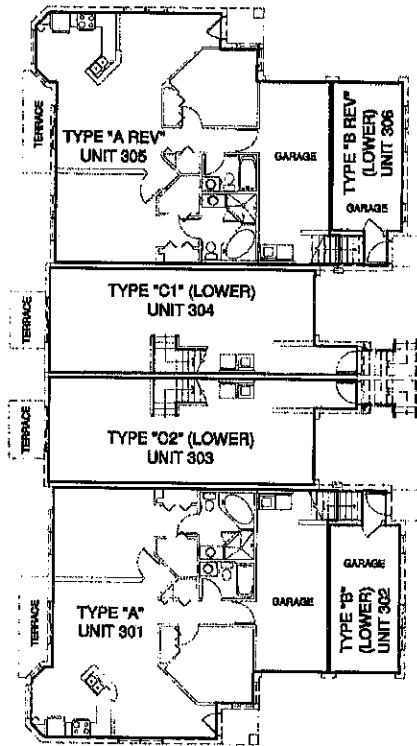 TERRACE
TYPE "A REV"
UNIT 305
GARAGE
TYPE "B REV"
(LOWER)
UNIT 306
GARAGE
TERRACE
TYPE "C1" (LOWER)
UNIT 304
TERRACE
TYPE "C2" (LOWER)
UNIT 303
TERRACE
TYPE "A"
UNIT 301
GARAGE
GARAGE
TYPE "B"
(LOWER)
UNIT 302